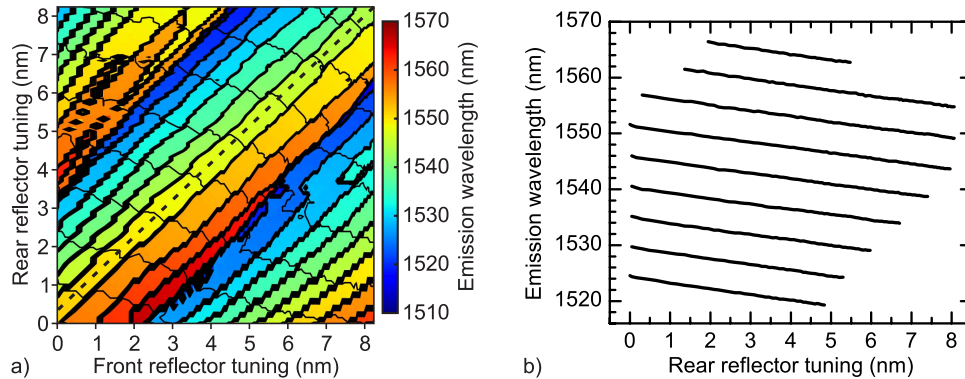 8
7
6
5
4
3
2
1
0
Rear reflector tuning (nm)
0 1 2 3 4 5 6 7 8
Front reflector tuning (nm)
a)
1570
1560
1550
1540
1530
1520
1510
Emission wavelength (nm)
1570
1560
1550
1540
1530
1520
Emission wavelength (nm)
0 1 2 3 4 5 6 7 8
Rear reflector tuning (nm)
b)